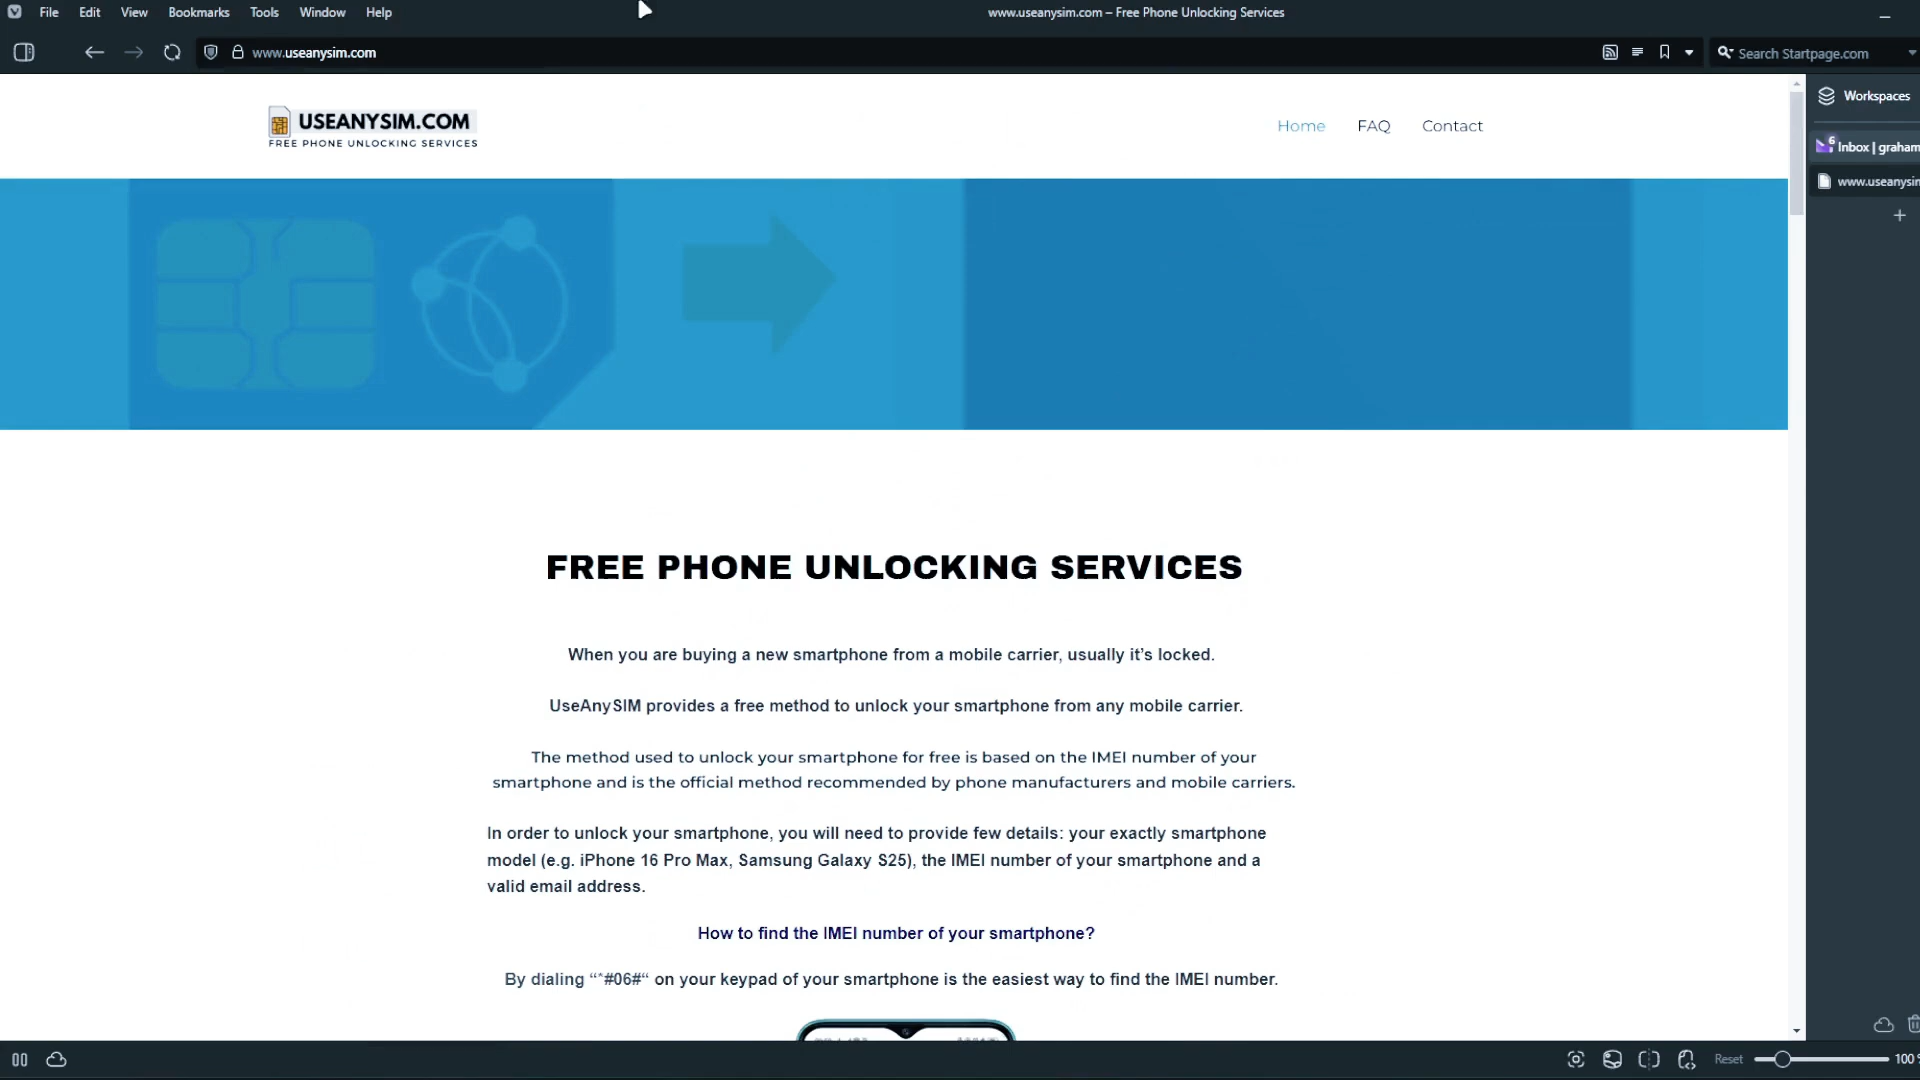 File Edit View Bookmarks Tools Window Help
www.useanysim.com – Free Phone Unlocking Services
www.useanysim.com
Search Startpage.com
USEANYSIM.COM
FREE PHONE UNLOCKING SERVICES
Home FAQ Contact
Workspaces
6
Inbox | graham
www.useanysim
FREE PHONE UNLOCKING SERVICES
When you are buying a new smartphone from a mobile carrier, usually it’s locked.
UseAnySIM provides a free method to unlock your smartphone from any mobile carrier.
The method used to unlock your smartphone for free is based on the IMEI number of your
smartphone and is the official method recommended by phone manufacturers and mobile carriers.
In order to unlock your smartphone, you will need to provide few details: your exactly smartphone
model (e.g. iPhone 16 Pro Max, Samsung Galaxy S25), the IMEI number of your smartphone and a
valid email address.
How to find the IMEI number of your smartphone?
By dialing “*#06#“ on your keypad of your smartphone is the easiest way to find the IMEI number.
Reset 100 %